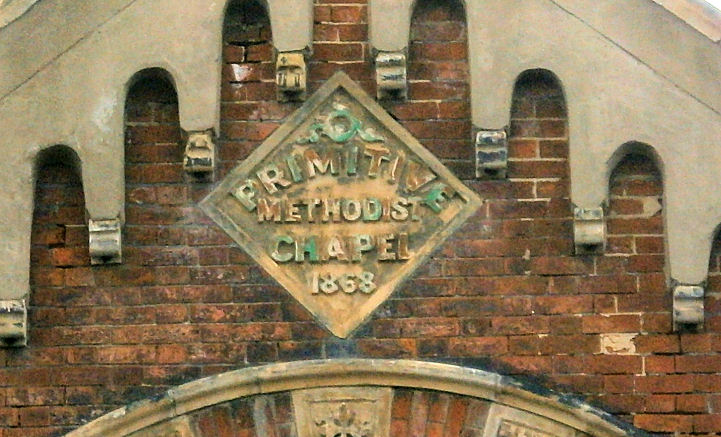 PRIMITIVE
METHODIST
CHAPEL
1868